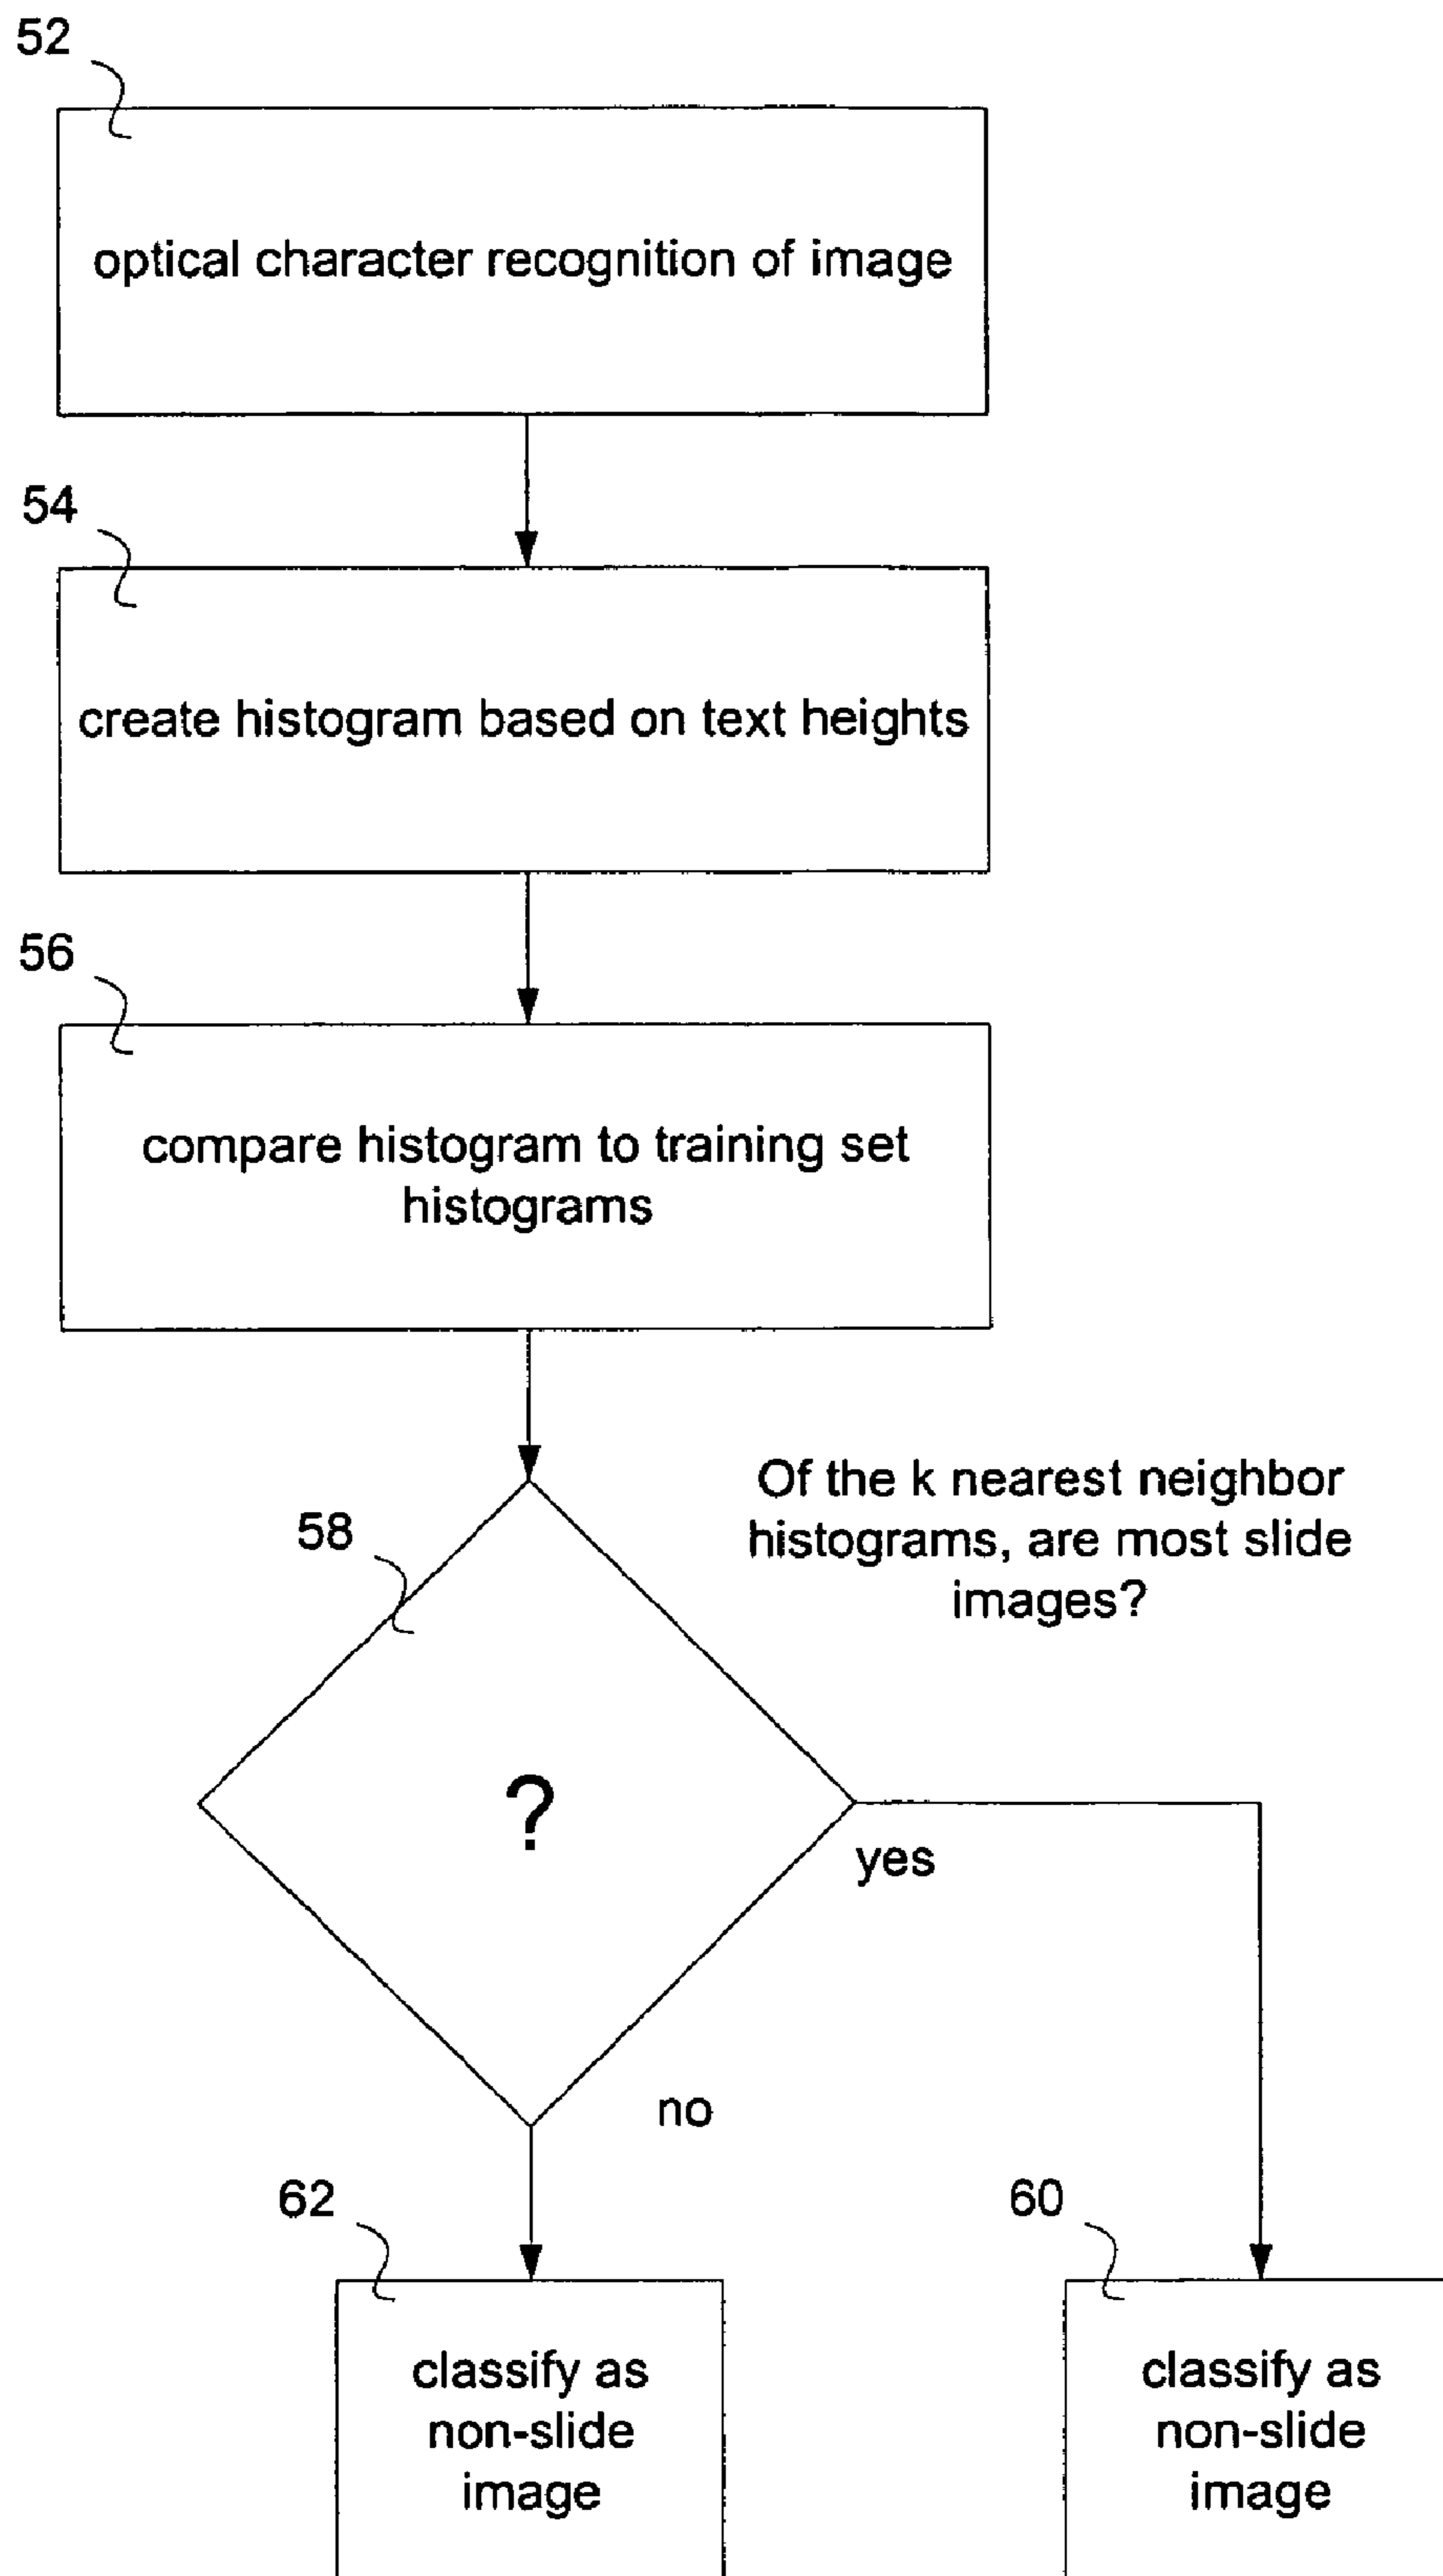 52
optical character recognition of image
54
create histogram based on text heights
56
compare histogram to training set
histograms
Of the k nearest neighbor
histograms, are most slide
images?
58
?
yes
no
62
60
classify as
non-slide
image
classify as
non-slide
image